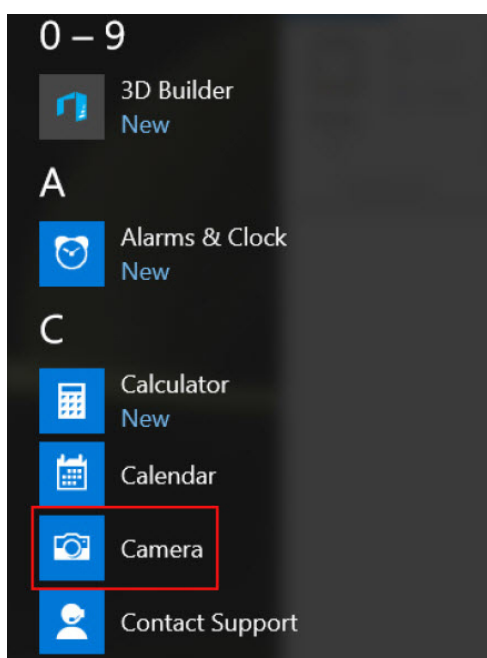 0 – 9
3D Builder
New
A
Alarms & Clock
New
C
Calculator
New
Calendar
Camera
Contact Support